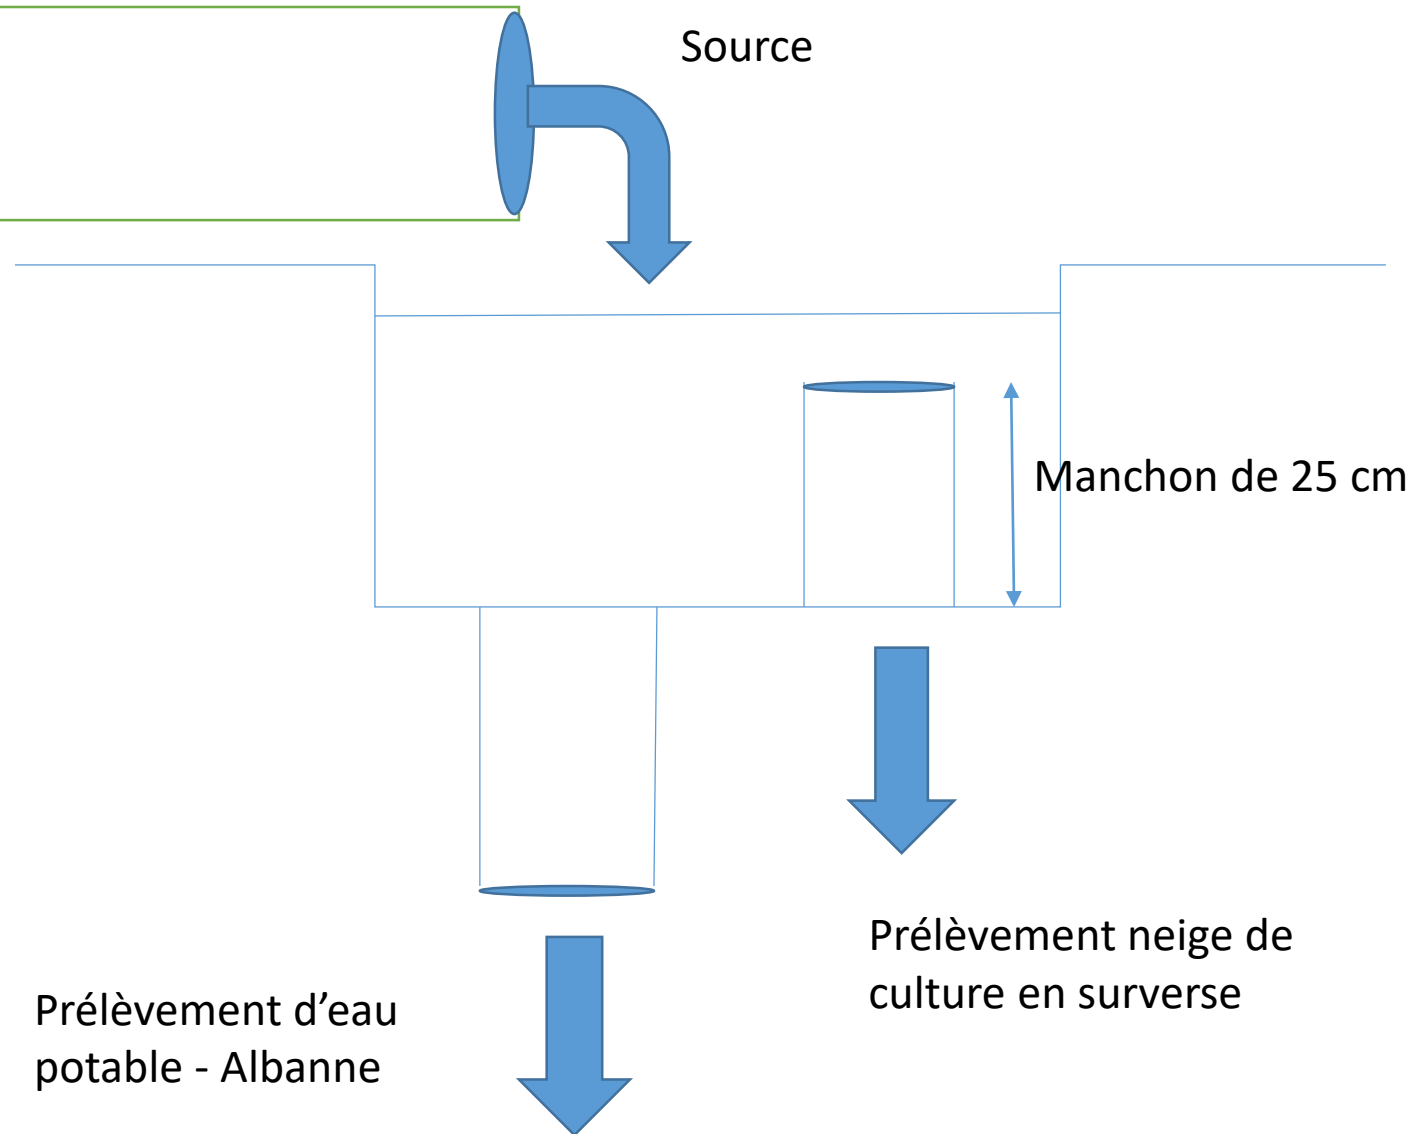 Source
Manchon de 25 cm
Prélèvement neige de
culture en surverse
Prélèvement d’eau
potable - Albanne